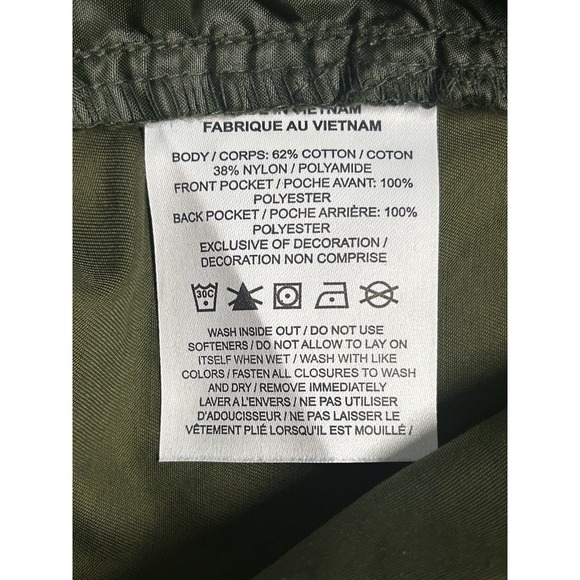 MADE IN VIETNAM
FABRIQUE AU VIETNAM
BODY / CORPS: 62% COTTON / COTON
38% NYLON / POLYAMIDE
FRONT POCKET / POCHE AVANT: 100%
POLYESTER
BACK POCKET / POCHE ARRIÈRE: 100%
POLYESTER
EXCLUSIVE OF DECORATION /
DECORATION NON COMPRISE
30C
WASH INSIDE OUT / DO NOT USE
SOFTENERS / DO NOT ALLOW TO LAY ON
ITSELF WHEN WET / WASH WITH LIKE
COLORS / FASTEN ALL CLOSURES TO WASH
AND DRY / REMOVE IMMEDIATELY
LAVER A L'ENVERS / NE PAS UTILISER
D'ADOUCISSEUR / NE PAS LAISSER LE
VÊTEMENT PLIÉ LORSQU'IL EST MOUILLÉ /